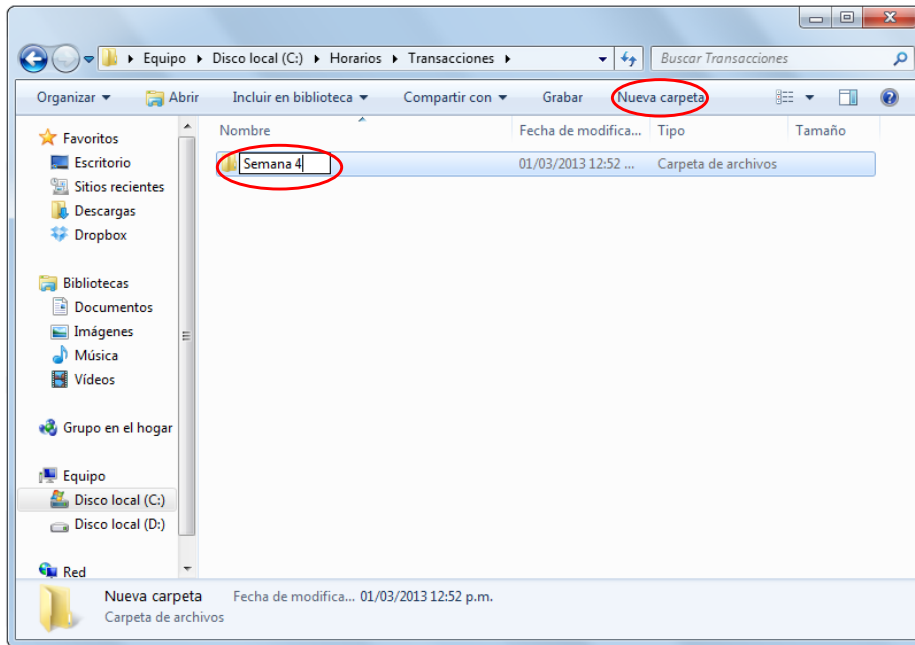 Equipo Disco local (C:) Horarios Transacciones Buscar Transacciones
Organizar Abrir Incluir en biblioteca Compartir con Grabar Nueva carpeta
Favoritos
Escritorio
Sitios recientes
Descargas
Dropbox
Bibliotecas
Documentos
Imágenes
Música
Vídeos
Grupo en el hogar
Equipo
Disco local (C:)
Disco local (D:)
Red
Nombre Fecha de modifica... Tipo Tamaño
Semana 4 01/03/2013 12:52 ... Carpeta de archivos
Nueva carpeta Fecha de modifica... 01/03/2013 12:52 p.m.
Carpeta de archivos